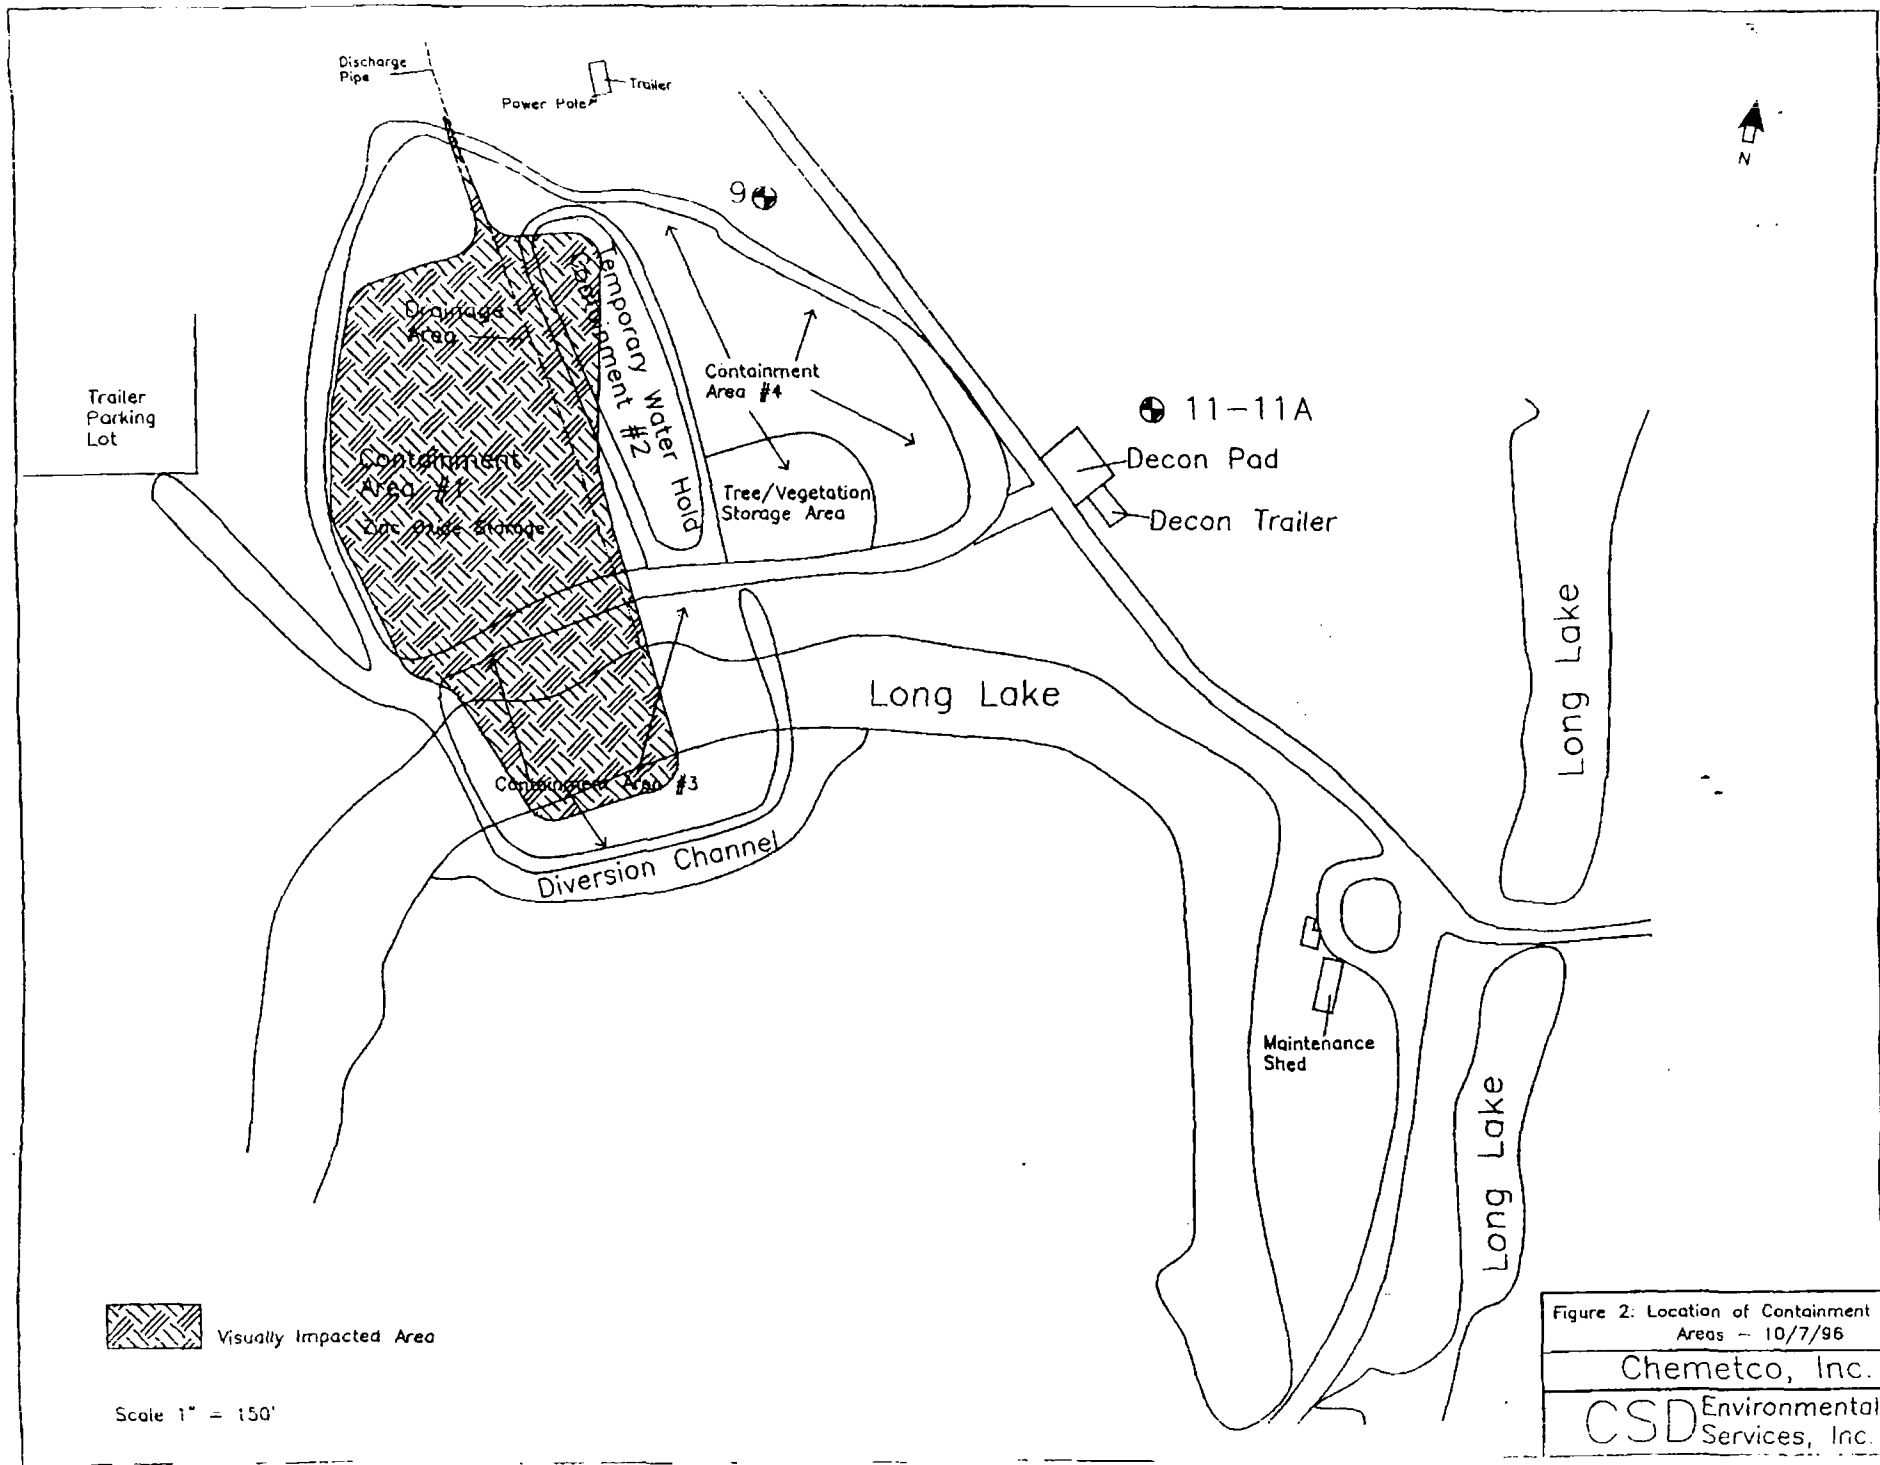 Discharge
Pipe
Trailer
Power Pole
N
9
Drainage
Area
Temporary Water Hold
Containment #2
Containment
Area #4
Trailer
Parking
Lot
11-11A
Decon Pad
Containment
Area #1
Zinc Oxide Storage
Tree/Vegetation
Storage Area
Decon Trailer
Long Lake
Long Lake
Containment Area #3
Diversion Channel
Maintenance
Shed
Long Lake
Visually Impacted Area
Scale 1" = 150'
Figure 2: Location of Containment
Areas - 10/7/96
Chemetco, Inc.
CSD Environmental
Services, Inc.